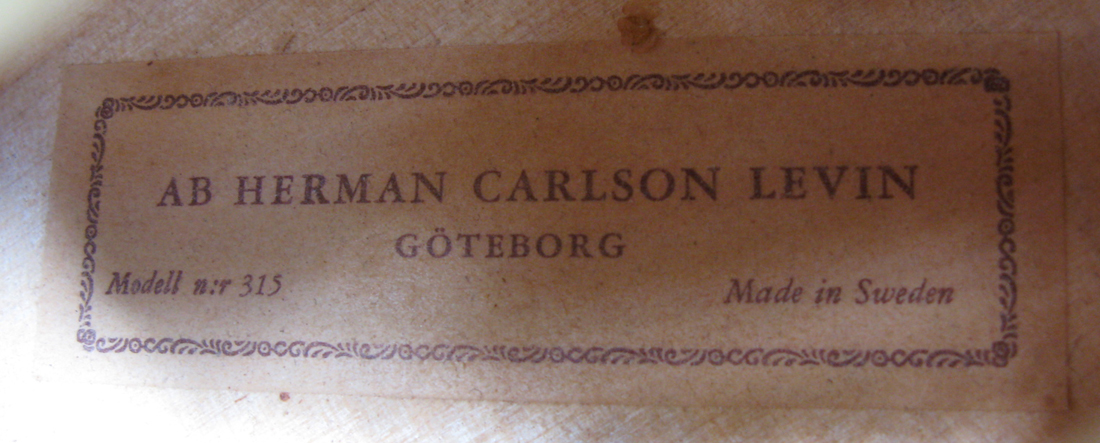 AB HERMAN CARLSON LEVIN
GÖTEBORG
Modell n:r 315 Made in Sweden